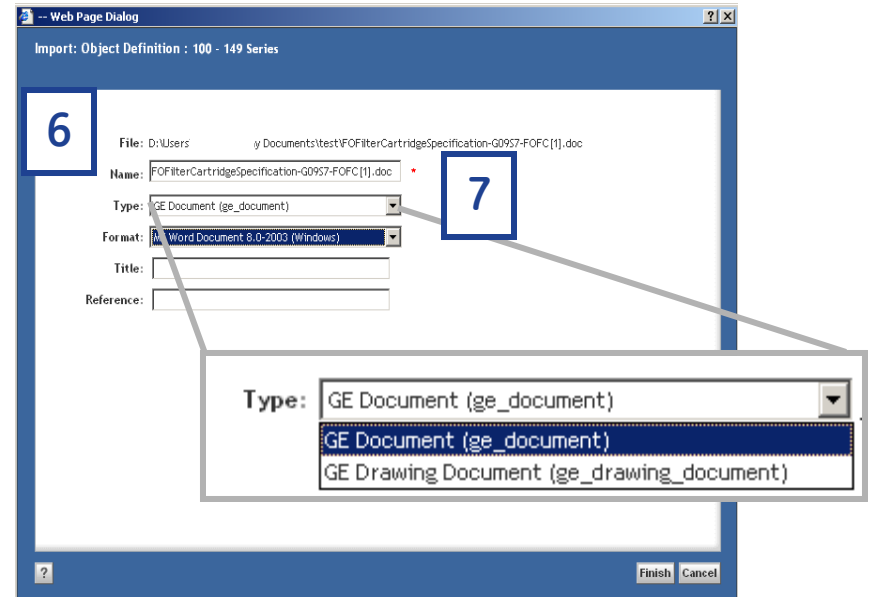 -- Web Page Dialog
Import: Object Definition : 100 - 149 Series
6
File: D:\Users y Documents\test\FOFilterCartridgeSpecification-G09S7-FOFC[1].doc
Name: FOFilterCartridgeSpecification-G09S7-FOFC[1].doc *
7
Type: GE Document (ge_document)
Format: MS Word Document 8.0-2003 (Windows)
Title:
Reference:
Type: GE Document (ge_document)
GE Document (ge_document)
GE Drawing Document (ge_drawing_document)
? Finish Cancel